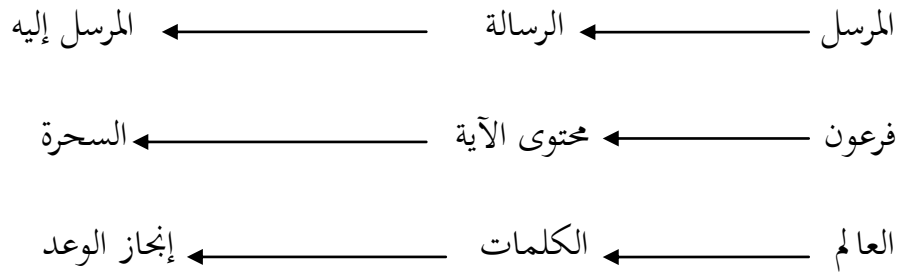 المرسل الرسالة المرسل إليه
فرعون محتوى الآية السحرة
العالم الكلمات إنجاز الوعد